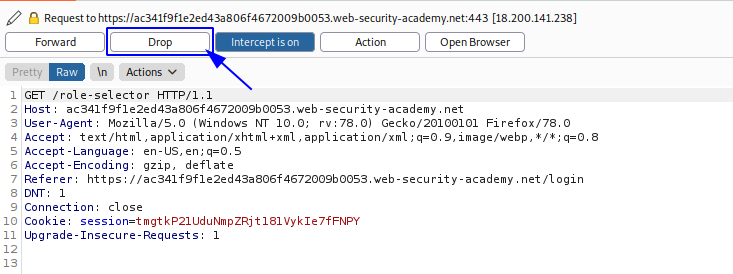 Request to https://ac341f9f1e2ed43a806f4672009b0053.web-security-academy.net:443 [18.200.141.238]
Forward Drop Intercept is on Action Open Browser
Pretty Raw \n Actions
1 GET /role-selector HTTP/1.1
2 Host: ac341f9f1e2ed43a806f4672009b0053.web-security-academy.net
3 User-Agent: Mozilla/5.0 (Windows NT 10.0; rv:78.0) Gecko/20100101 Firefox/78.0
4 Accept: text/html,application/xhtml+xml,application/xml;q=0.9,image/webp,*/*;q=0.8
5 Accept-Language: en-US,en;q=0.5
6 Accept-Encoding: gzip, deflate
7 Referer: https://ac341f9f1e2ed43a806f4672009b0053.web-security-academy.net/login
8 DNT: 1
9 Connection: close
10 Cookie: session=tmgtkP21UduNmpZRjt181VykIe7fFNPY
11 Upgrade-Insecure-Requests: 1
12
13